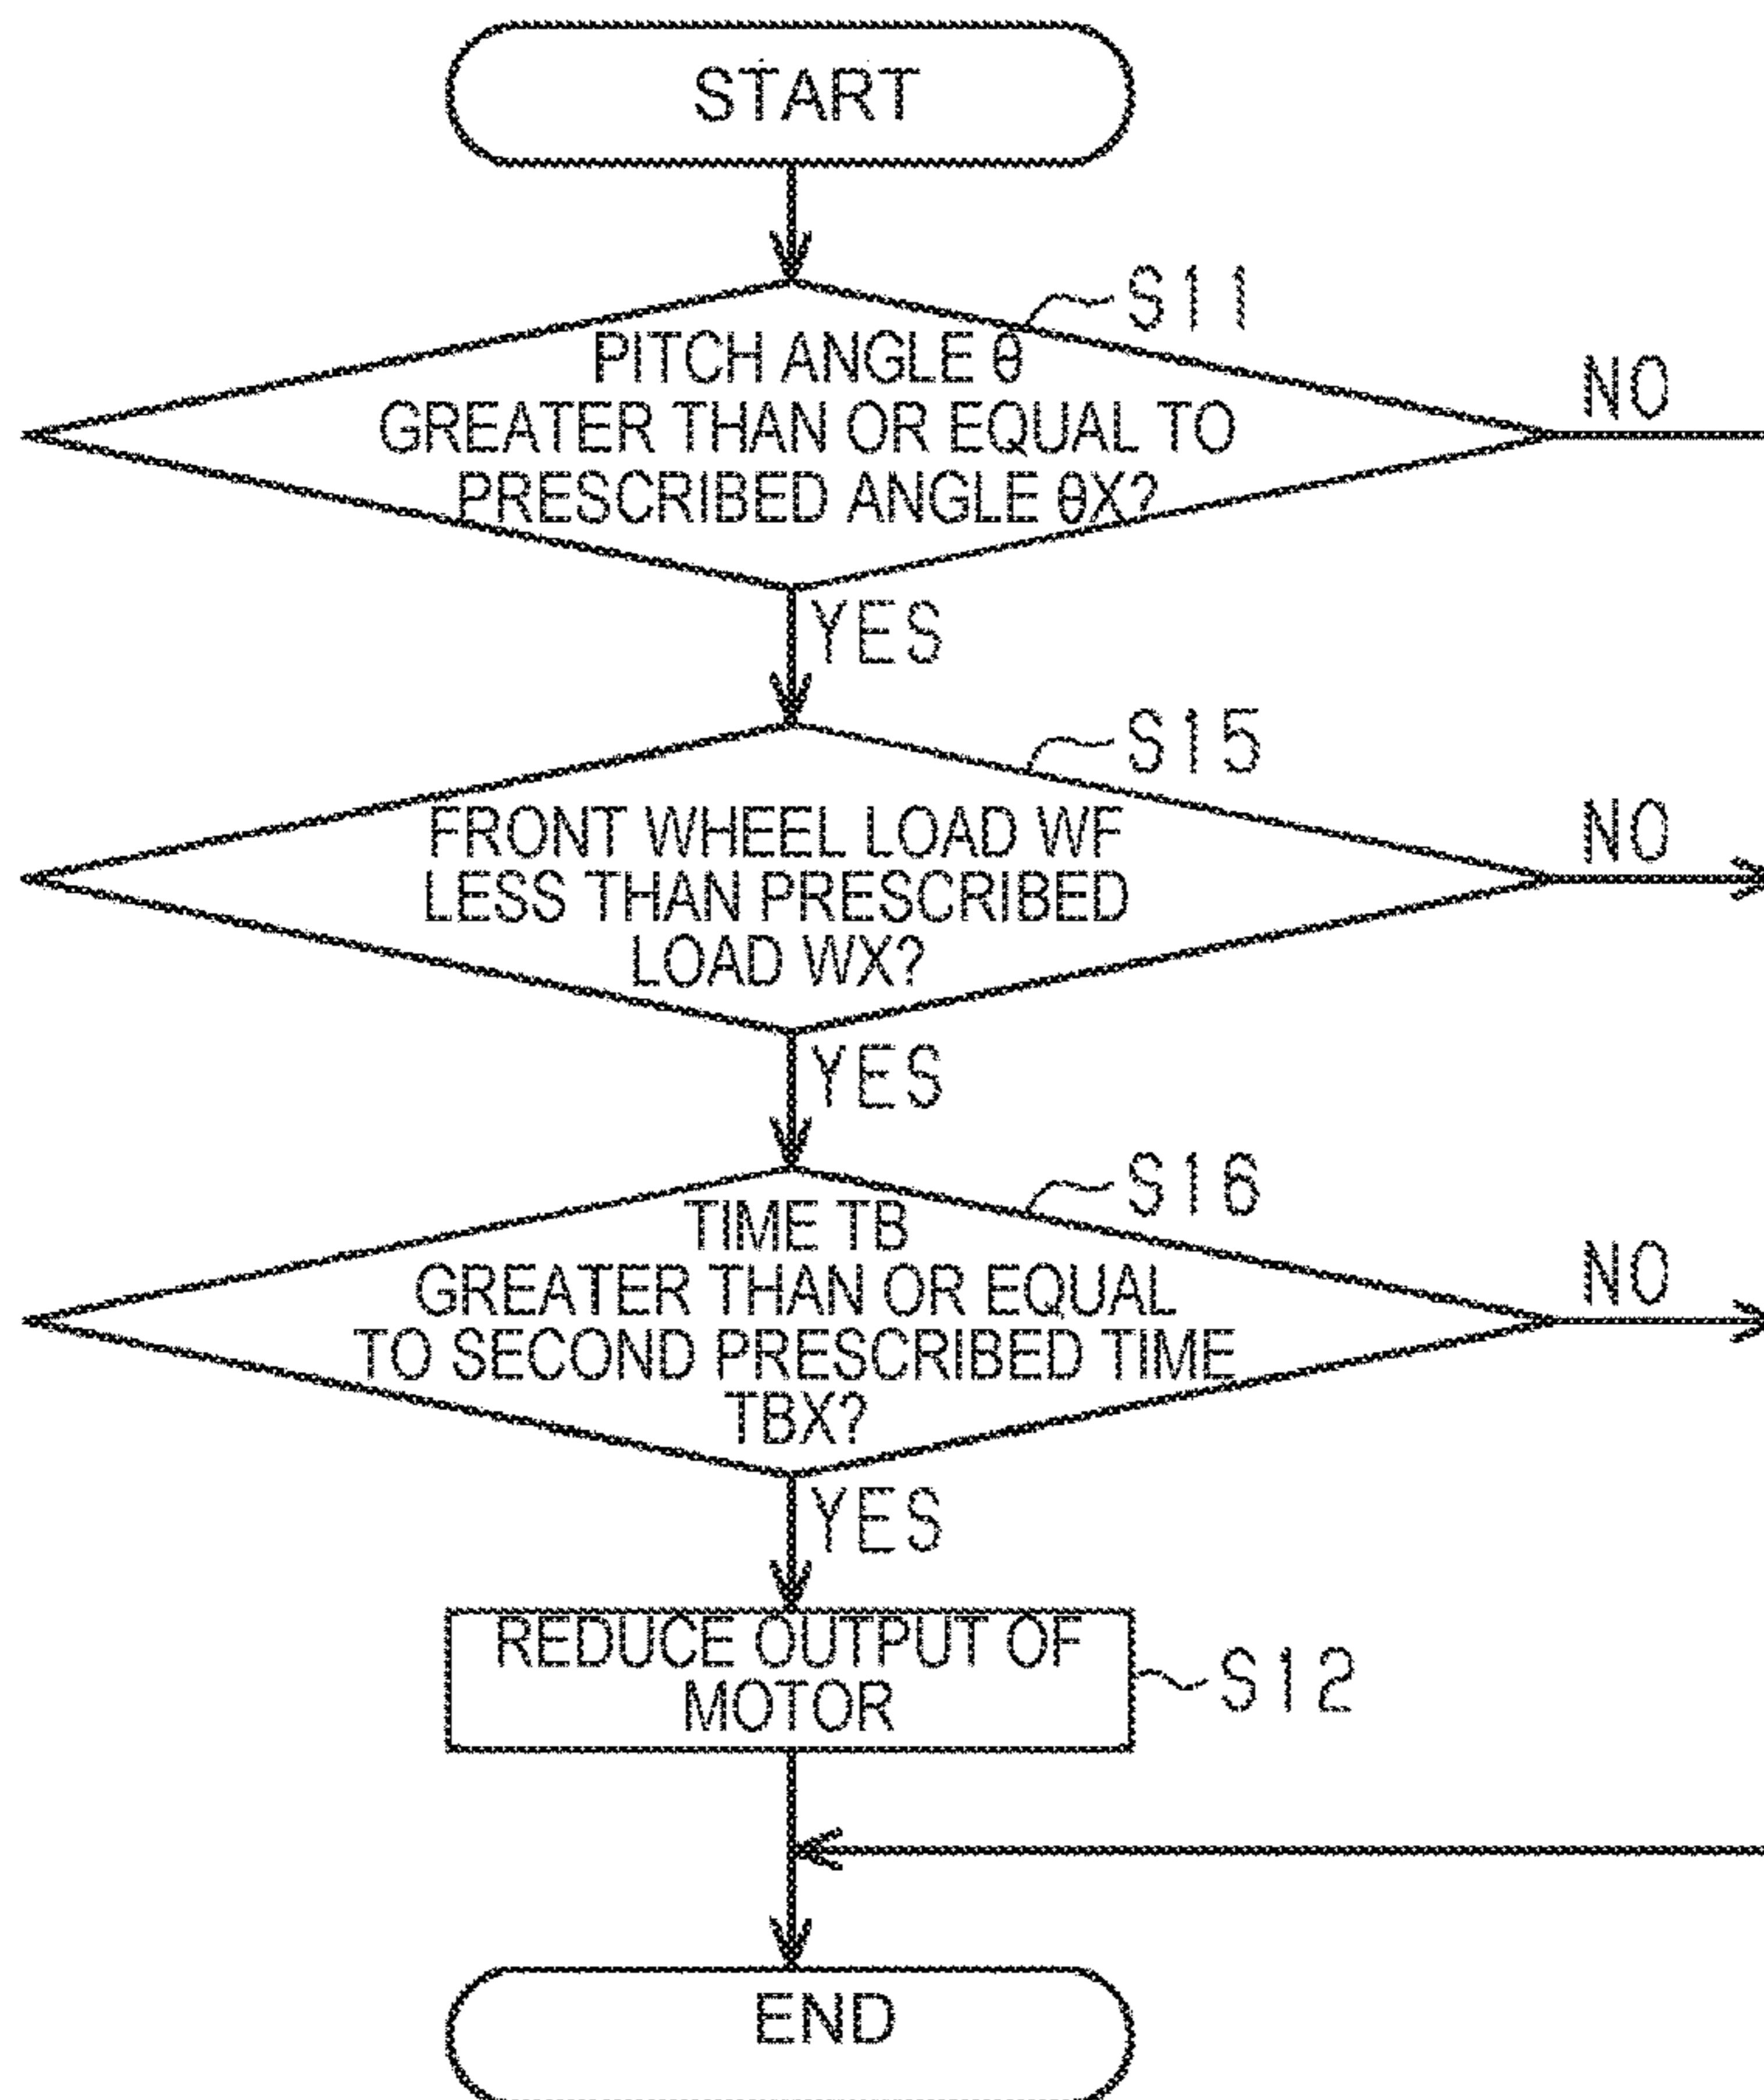 START
S11
PITCH ANGLE θ
GREATER THAN OR EQUAL TO
PRESCRIBED ANGLE θX?
NO
YES
S15
FRONT WHEEL LOAD WF
LESS THAN PRESCRIBED
LOAD WX?
NO
YES
S16
TIME TB
GREATER THAN OR EQUAL
TO SECOND PRESCRIBED TIME
TBX?
NO
YES
REDUCE OUTPUT OF
MOTOR
S12
END